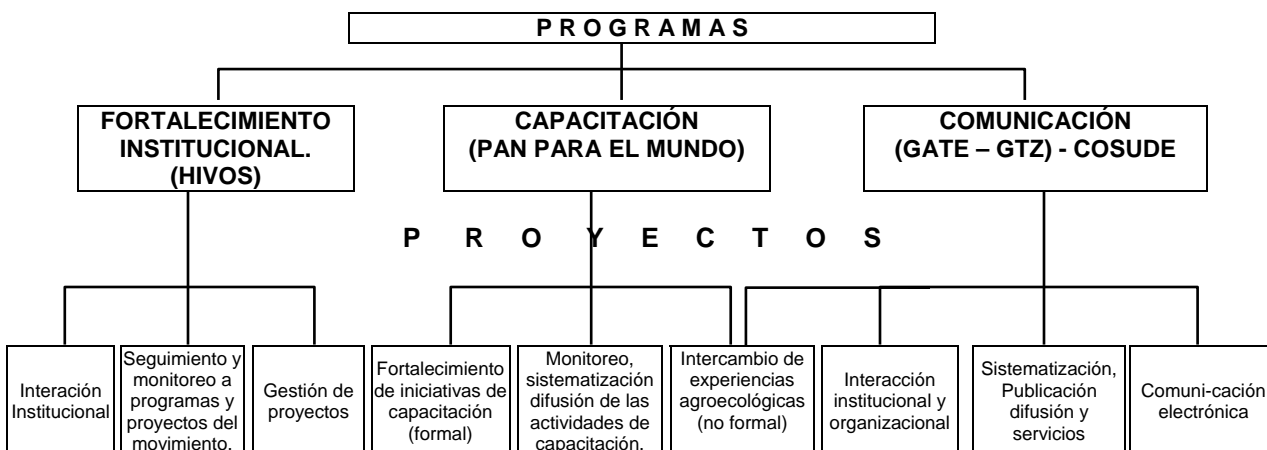 P R O G R A M A S
FORTALECIMIENTO
INSTITUCIONAL.
(HIVOS)
CAPACITACIÓN
(PAN PARA EL MUNDO)
COMUNICACIÓN
(GATE – GTZ) - COSUDE
P R O Y E C T O S
Interación
Institucional
Seguimiento y
monitoreo a
programas y
proyectos del
movimiento.
Gestión de
proyectos
Fortalecimiento
de iniciativas de
capacitación
(formal)
Monitoreo,
sistematización
difusión de las
actividades de
capacitación.
Intercambio de
experiencias
agroecológicas
(no formal)
Interacción
institucional y
organizacional
Sistematización,
Publicación
difusión y
servicios
Comuni-cación
electrónica